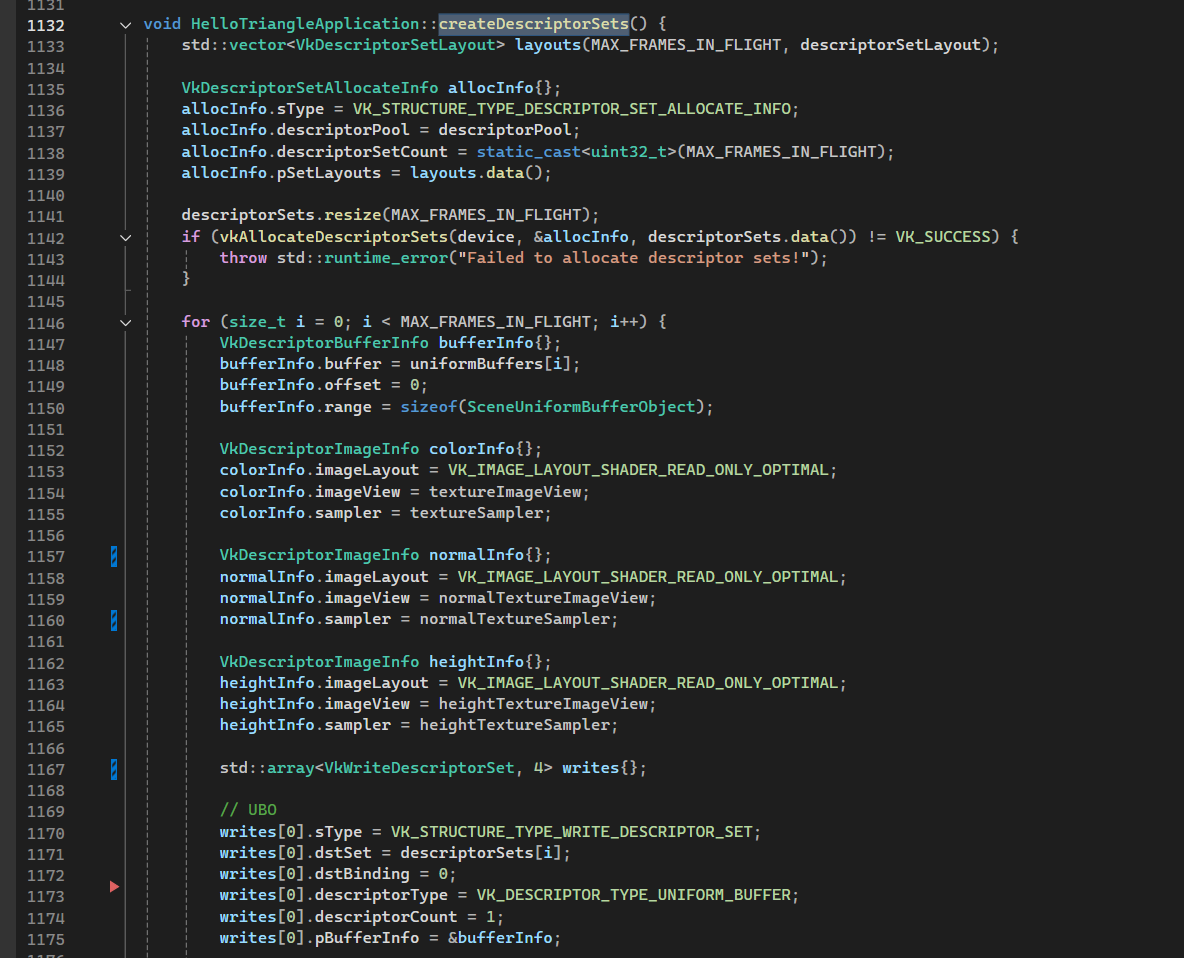 1131
1132 void HelloTriangleApplication::createDescriptorSets() {
1133 std::vector<VkDescriptorSetLayout> layouts(MAX_FRAMES_IN_FLIGHT, descriptorSetLayout);
1134
1135 VkDescriptorSetAllocateInfo allocInfo{};
1136 allocInfo.sType = VK_STRUCTURE_TYPE_DESCRIPTOR_SET_ALLOCATE_INFO;
1137 allocInfo.descriptorPool = descriptorPool;
1138 allocInfo.descriptorSetCount = static_cast<uint32_t>(MAX_FRAMES_IN_FLIGHT);
1139 allocInfo.pSetLayouts = layouts.data();
1140
1141 descriptorSets.resize(MAX_FRAMES_IN_FLIGHT);
1142 if (vkAllocateDescriptorSets(device, &allocInfo, descriptorSets.data()) != VK_SUCCESS) {
1143 throw std::runtime_error("Failed to allocate descriptor sets!");
1144 }
1145
1146 for (size_t i = 0; i < MAX_FRAMES_IN_FLIGHT; i++) {
1147 VkDescriptorBufferInfo bufferInfo{};
1148 bufferInfo.buffer = uniformBuffers[i];
1149 bufferInfo.offset = 0;
1150 bufferInfo.range = sizeof(SceneUniformBufferObject);
1151
1152 VkDescriptorImageInfo colorInfo{};
1153 colorInfo.imageLayout = VK_IMAGE_LAYOUT_SHADER_READ_ONLY_OPTIMAL;
1154 colorInfo.imageView = textureImageView;
1155 colorInfo.sampler = textureSampler;
1156
1157 VkDescriptorImageInfo normalInfo{};
1158 normalInfo.imageLayout = VK_IMAGE_LAYOUT_SHADER_READ_ONLY_OPTIMAL;
1159 normalInfo.imageView = normalTextureImageView;
1160 normalInfo.sampler = normalTextureSampler;
1161
1162 VkDescriptorImageInfo heightInfo{};
1163 heightInfo.imageLayout = VK_IMAGE_LAYOUT_SHADER_READ_ONLY_OPTIMAL;
1164 heightInfo.imageView = heightTextureImageView;
1165 heightInfo.sampler = heightTextureSampler;
1166
1167 std::array<VkWriteDescriptorSet, 4> writes{};
1168
1169 // UBO
1170 writes[0].sType = VK_STRUCTURE_TYPE_WRITE_DESCRIPTOR_SET;
1171 writes[0].dstSet = descriptorSets[i];
1172 writes[0].dstBinding = 0;
1173 writes[0].descriptorType = VK_DESCRIPTOR_TYPE_UNIFORM_BUFFER;
1174 writes[0].descriptorCount = 1;
1175 writes[0].pBufferInfo = &bufferInfo;